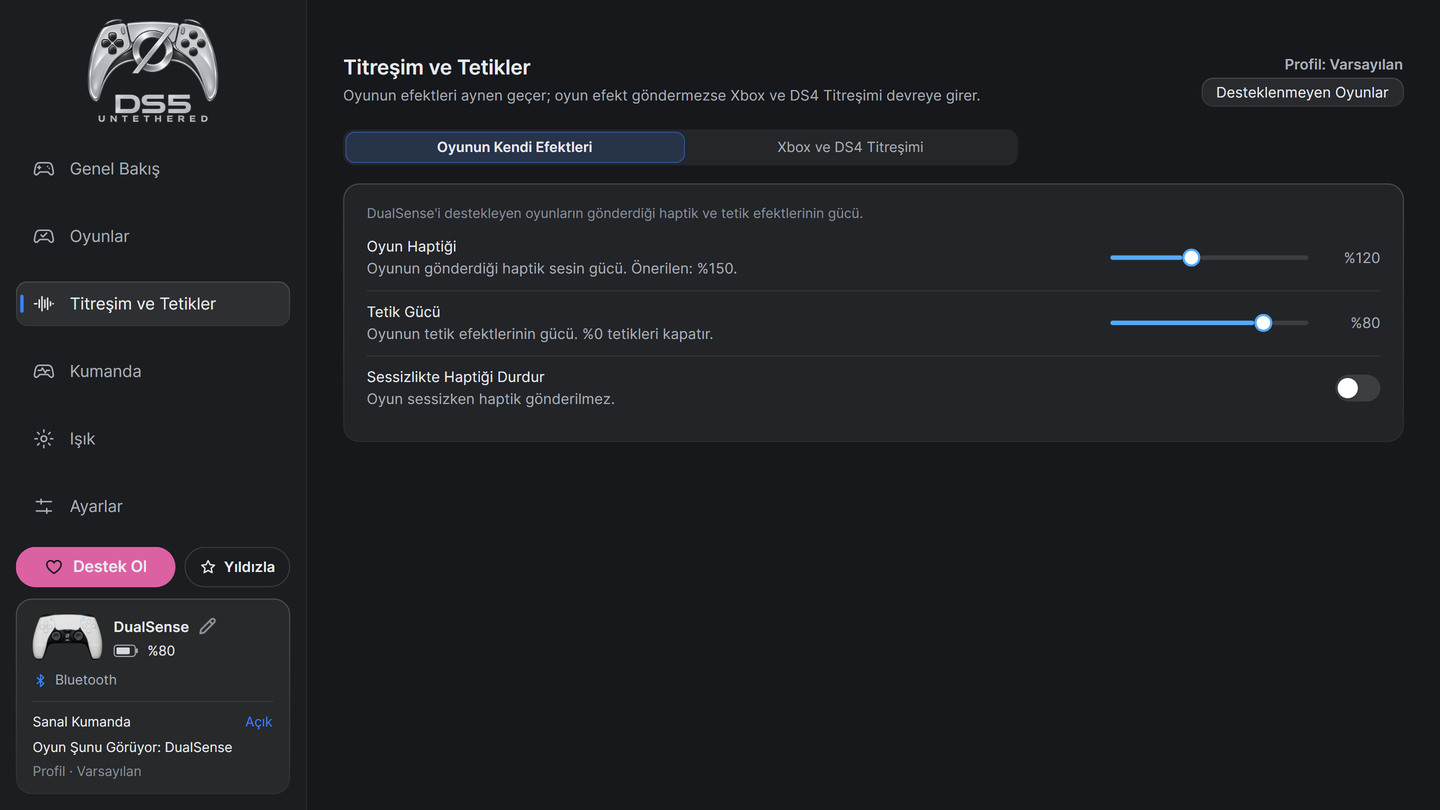 DS5
UNTETHERED
Genel Bakış
Oyunlar
Titreşim ve Tetikler
Kumanda
Işık
Ayarlar
Destek Ol
Yıldızla
DualSense
%80
Bluetooth
Sanal Kumanda Açık
Oyun Şunu Görüyor: DualSense
Profil · Varsayılan
Titreşim ve Tetikler
Oyunun efektleri aynen geçer; oyun efekt göndermezse Xbox ve DS4 Titreşimi devreye girer.
Profil: Varsayılan
Desteklenmeyen Oyunlar
Oyunun Kendi Efektleri
Xbox ve DS4 Titreşimi
DualSense'i destekleyen oyunların gönderdiği haptik ve tetik efektlerinin gücü.
Oyun Haptiği
Oyunun gönderdiği haptik sesin gücü. Önerilen: %150.
%120
Tetik Gücü
Oyunun tetik efektlerinin gücü. %0 tetikleri kapatır.
%80
Sessizlikte Haptiği Durdur
Oyun sessizken haptik gönderilmez.